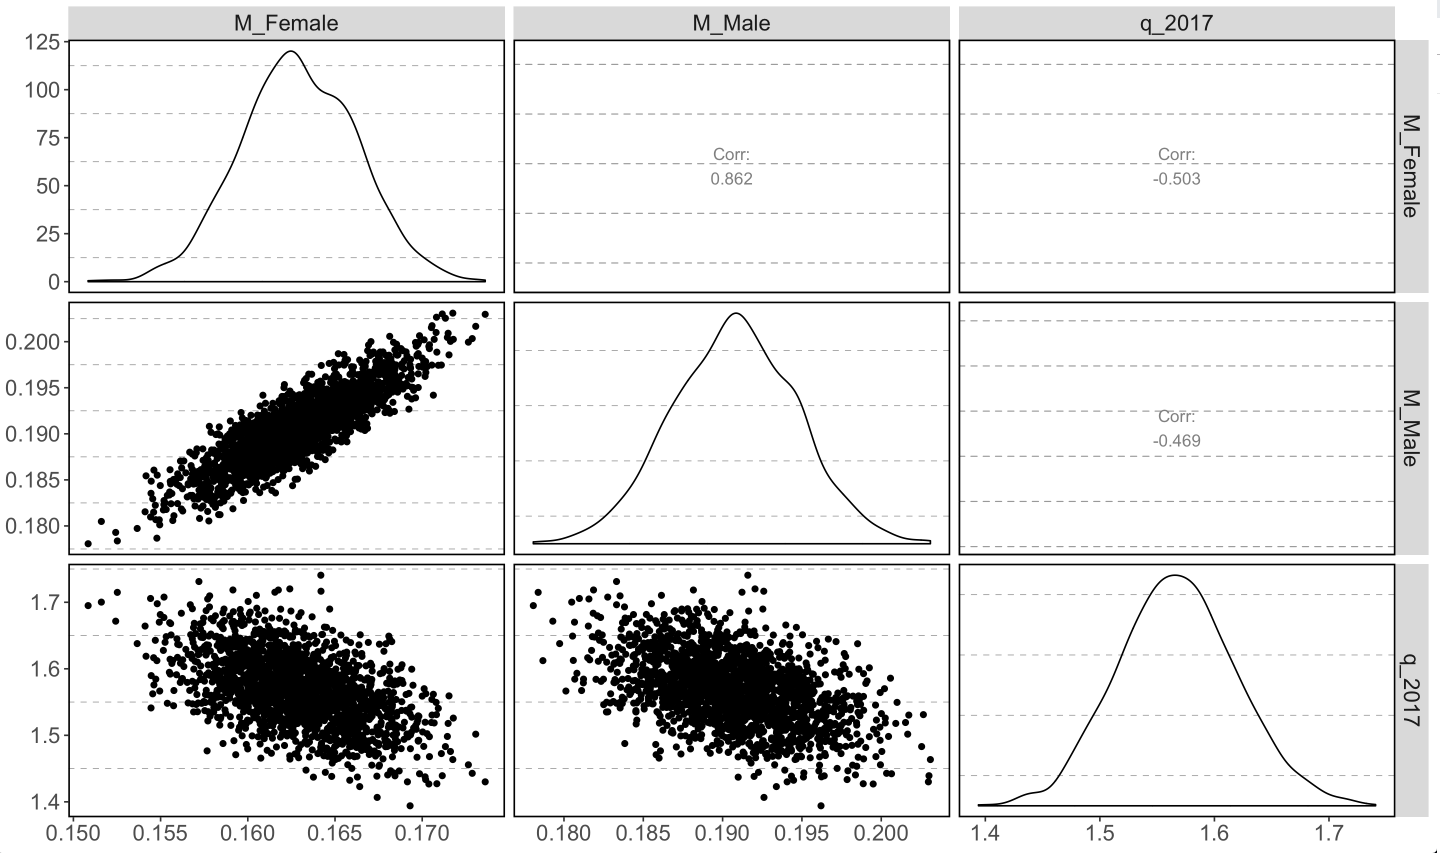 M_Female
M_Male
q_2017
125
100
75
50
25
0
Corr:
0.862
Corr:
-0.503
M_Female
0.200
0.195
0.190
0.185
0.180
Corr:
-0.469
M_Male
1.7
1.6
1.5
1.4
q_2017
0.150 0.155 0.160 0.165 0.170
0.180 0.185 0.190 0.195 0.200
1.4 1.5 1.6 1.7